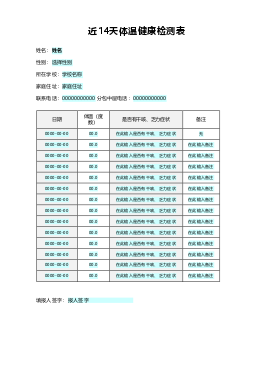 近14天体温健康检测表
姓名：姓名
性别：选择性别
所在学校：学校名称
家庭住址：家庭住址
联系电话：00000000000 分包中层电话：00000000000
日期 体温（度数） 是否有干咳、乏力症状 备注
0000-00-00 00.0 在此输入是否有干咳、乏力症状 无
0000-00-00 00.0 在此输入是否有干咳、乏力症状 在此输入备注
0000-00-00 00.0 在此输入是否有干咳、乏力症状 在此输入备注
0000-00-00 00.0 在此输入是否有干咳、乏力症状 在此输入备注
0000-00-00 00.0 在此输入是否有干咳、乏力症状 在此输入备注
0000-00-00 00.0 在此输入是否有干咳、乏力症状 在此输入备注
0000-00-00 00.0 在此输入是否有干咳、乏力症状 在此输入备注
0000-00-00 00.0 在此输入是否有干咳、乏力症状 在此输入备注
0000-00-00 00.0 在此输入是否有干咳、乏力症状 在此输入备注
0000-00-00 00.0 在此输入是否有干咳、乏力症状 在此输入备注
0000-00-00 00.0 在此输入是否有干咳、乏力症状 在此输入备注
0000-00-00 00.0 在此输入是否有干咳、乏力症状 在此输入备注
0000-00-00 00.0 在此输入是否有干咳、乏力症状 在此输入备注
0000-00-00 00.0 在此输入是否有干咳、乏力症状 在此输入备注
填报人签字：报人签字